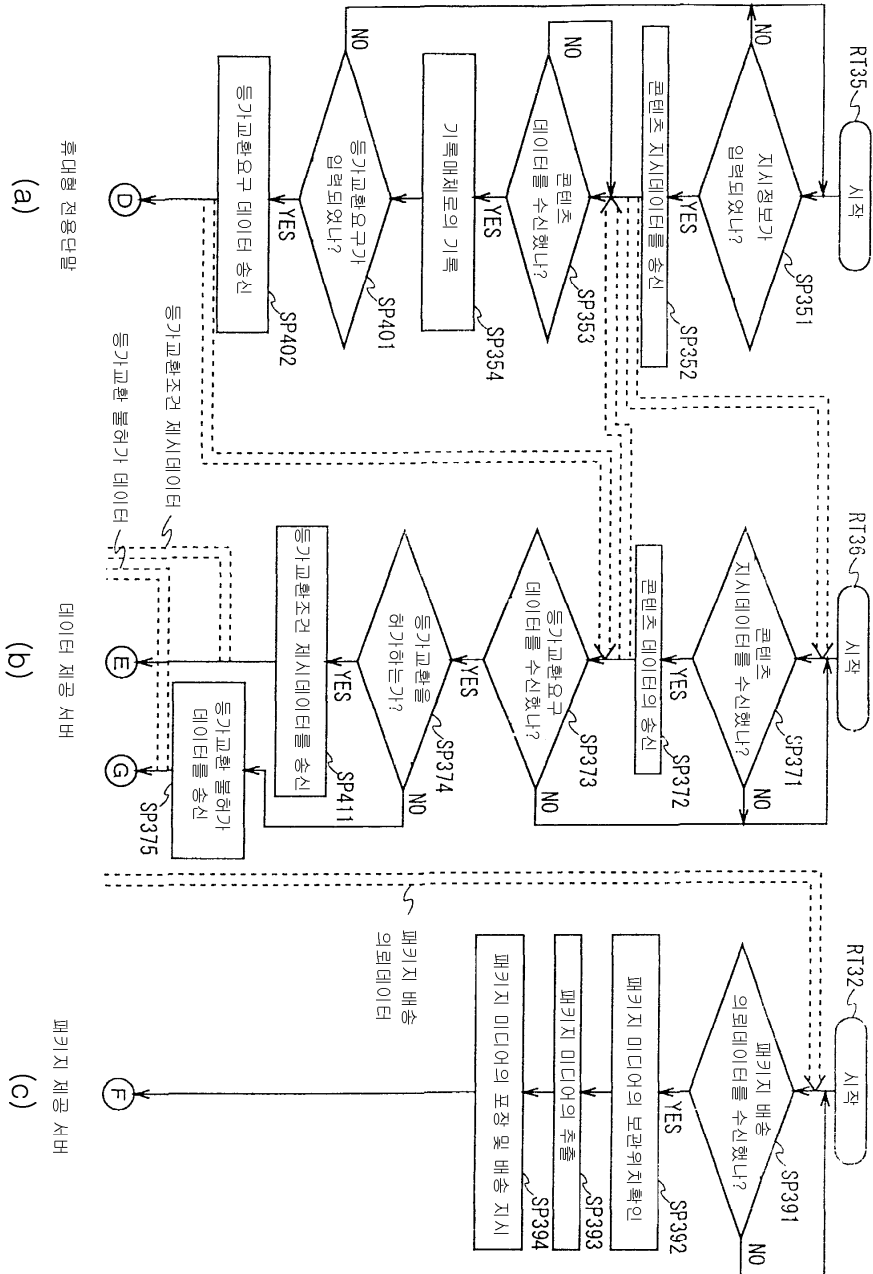 RT35
시작
지시정보가
입력되었나?
SP351
NO
YES
콘텐츠 지시데이터를 송신
SP352
콘텐츠
데이터를 수신했나?
SP353
NO
YES
기록매체로의 기록
SP354
등가교환요구가
입력되었나?
SP401
NO
YES
등가교환요구 데이터 송신
SP402
D
휴대형 전용단말
(a)
RT36
시작
콘텐츠
지시데이터를 수신했나?
SP371
NO
YES
콘텐츠 데이터의 송신
SP372
등가교환요구
데이터를 수신했나?
SP373
NO
YES
등가교환을
허가하는가?
SP374
NO
YES
등가교환조건 제시데이터를 송신
SP411
등가교환 불허가
데이터를 송신
SP375
등가교환조건 제시데이터
등가교환 불허가 데이터
E
G
데이터 제공 서버
(b)
RT32
시작
패키지 배송
의뢰데이터를 수신했나?
SP391
NO
YES
패키지 미디어의 보관위치확인
SP392
패키지 미디어의 추출
SP393
패키지 미디어의 포장 및 배송 지시
SP394
패키지 배송
의뢰데이터
F
패키지 제공 서버
(c)